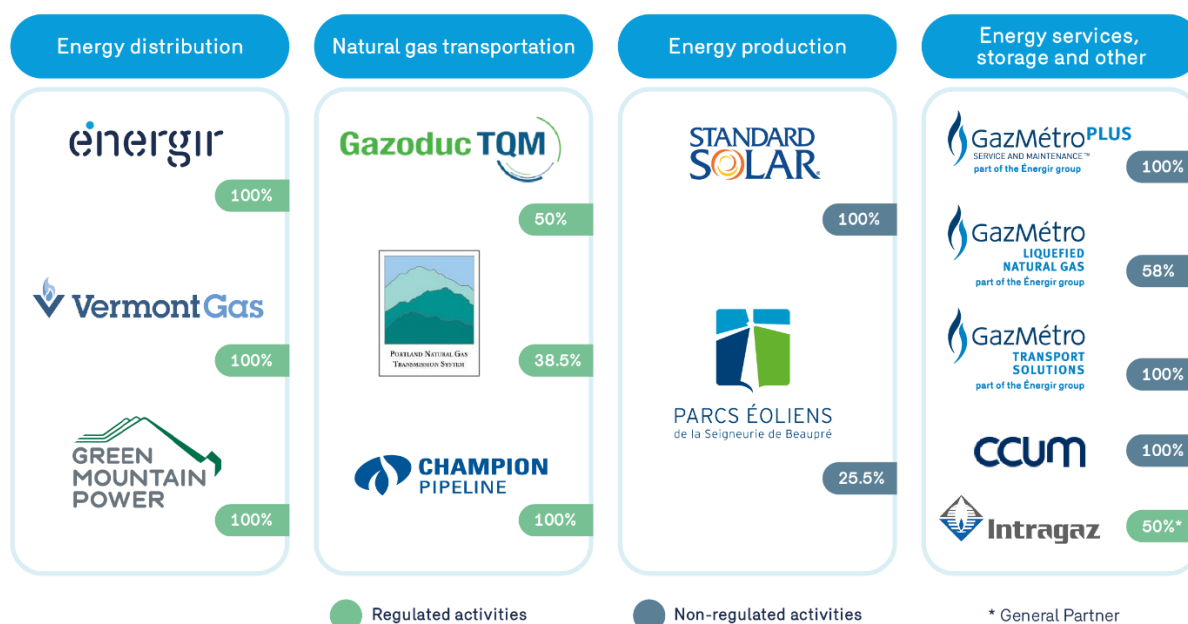 Energy distribution
énergir
100%
VermontGas
100%
GREEN
MOUNTAIN
POWER
100%
Natural gas transportation
Gazoduc TQM
50%
PORTLAND NATURAL GAS
TRANSMISSION SYSTEM
38.5%
CHAMPION
PIPELINE
100%
Energy production
STANDARD
SOLAR
100%
PARCS ÉOLIENS
de la Seigneurie de Beaupré
25.5%
Energy services,
storage and other
GazMétro PLUS
SERVICE AND MAINTENANCE™
part of the Énergir group
100%
GazMétro
LIQUEFIED
NATURAL GAS
part of the Énergir group
58%
GazMétro
TRANSPORT
SOLUTIONS
part of the Énergir group
100%
CCUM
100%
Intragaz
50%*
Regulated activities
Non-regulated activities
* General Partner